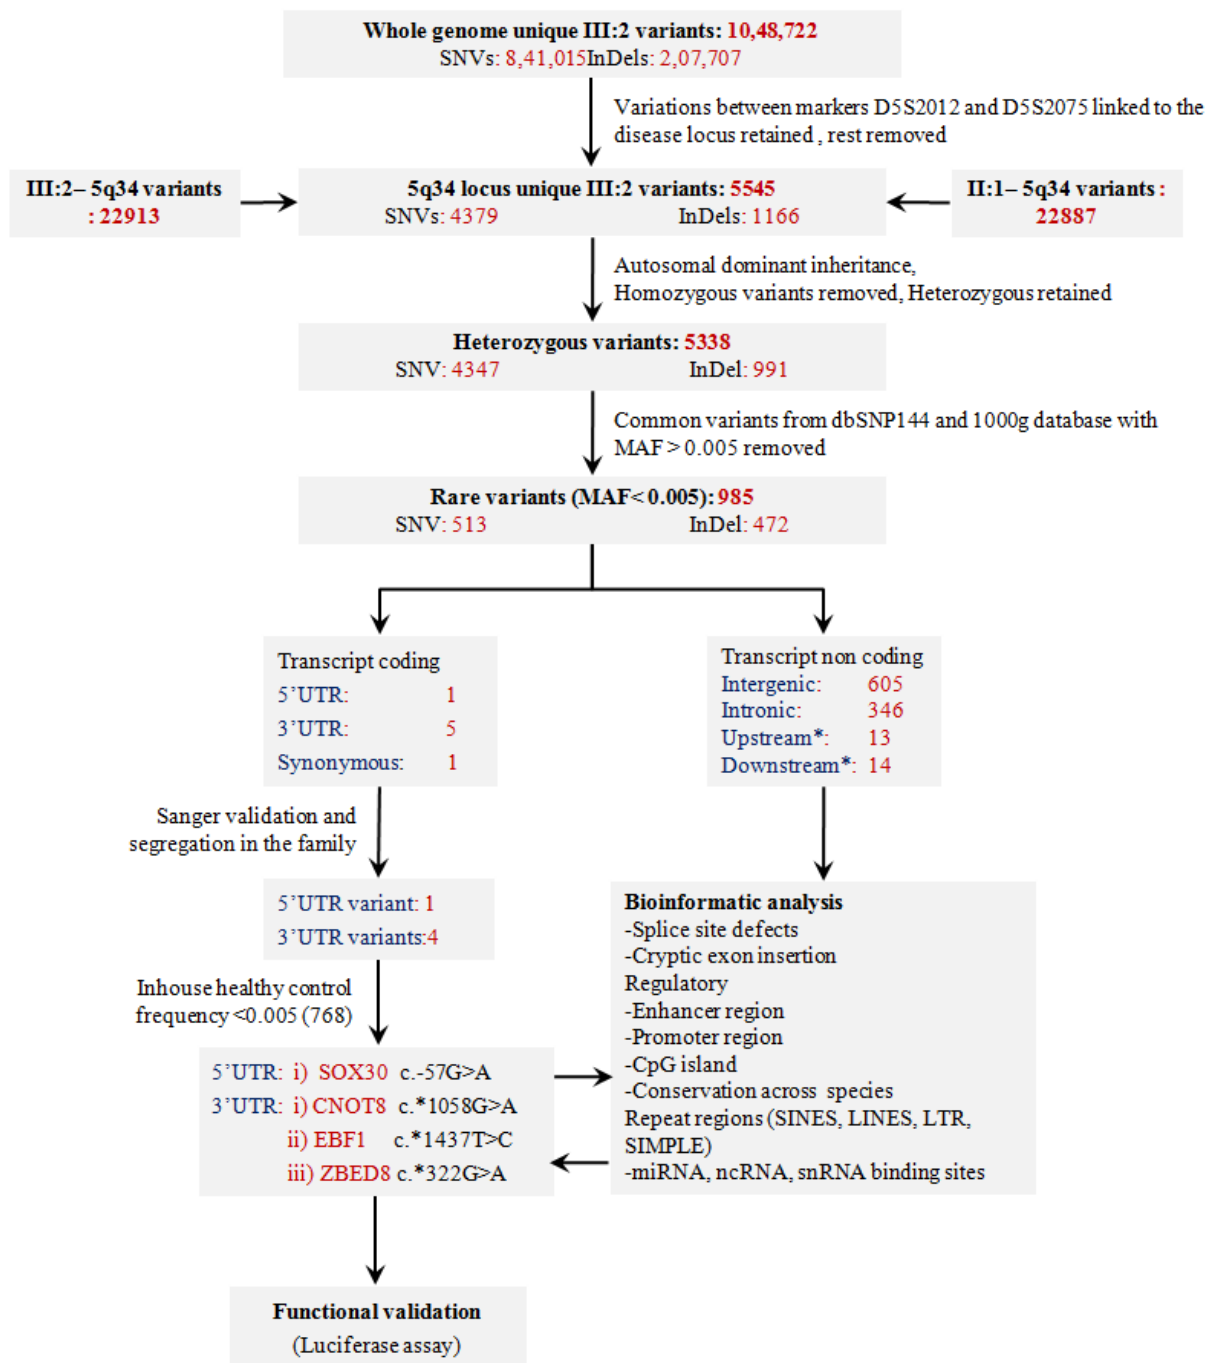 Whole genome unique III:2 variants: 10,48,722
SNVs: 8,41,015InDels: 2,07,707
Variations between markers D5S2012 and D5S2075 linked to the
disease locus retained , rest removed
III:2– 5q34 variants
: 22913
5q34 locus unique III:2 variants: 5545
SNVs: 4379 InDels: 1166
II:1– 5q34 variants :
22887
Autosomal dominant inheritance,
Homozygous variants removed, Heterozygous retained
Heterozygous variants: 5338
SNV: 4347 InDel: 991
Common variants from dbSNP144 and 1000g database with
MAF > 0.005 removed
Rare variants (MAF< 0.005): 985
SNV: 513 InDel: 472
Transcript coding
5’UTR: 1
3’UTR: 5
Synonymous: 1
Transcript non coding
Intergenic: 605
Intronic: 346
Upstream*: 13
Downstream*: 14
Sanger validation and
segregation in the family
5’UTR variant: 1
3’UTR variants:4
Inhouse healthy control
frequency <0.005 (768)
5’UTR: i) SOX30 c.-57G>A
3’UTR: i) CNOT8 c.*1058G>A
ii) EBF1 c.*1437T>C
iii) ZBED8 c.*322G>A
Bioinformatic analysis
-Splice site defects
-Cryptic exon insertion
Regulatory
-Enhancer region
-Promoter region
-CpG island
-Conservation across species
Repeat regions (SINES, LINES, LTR,
SIMPLE)
-miRNA, ncRNA, snRNA binding sites
Functional validation
(Luciferase assay)